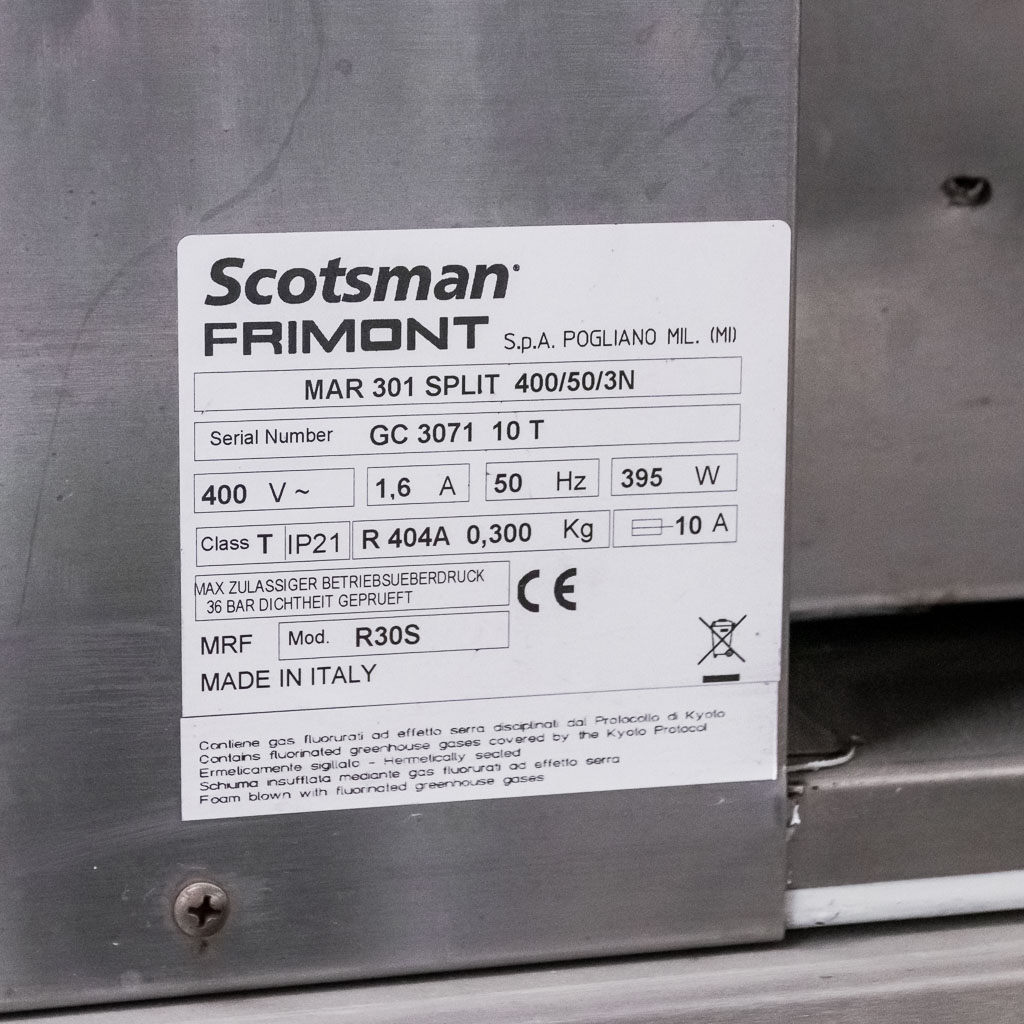 Scotsman
FRIMONT S.p.A. POGLIANO MIL. (MI)
MAR 301 SPLIT 400/50/3N
Serial Number GC 3071 10 T
400 V ~ 1,6 A 50 Hz 395 W
Class T IP21 R 404A 0,300 Kg 10 A
MAX ZULASSIGER BETRIEBSUEBERDRUCK
36 BAR DICHTHEIT GEPRUEFT
CE
MRF Mod. R30S
MADE IN ITALY
Contiene gas fluorurati ad effetto serra disciplinati dal Protocollo di Kyoto
Contains fluorinated greenhouse gases covered by the Kyoto Protocol
Ermeticamente sigillato - Hermetically sealed
Schiuma insufflata mediante gas fluorurati ad effetto serra
Foam blown with fluorinated greenhouse gases